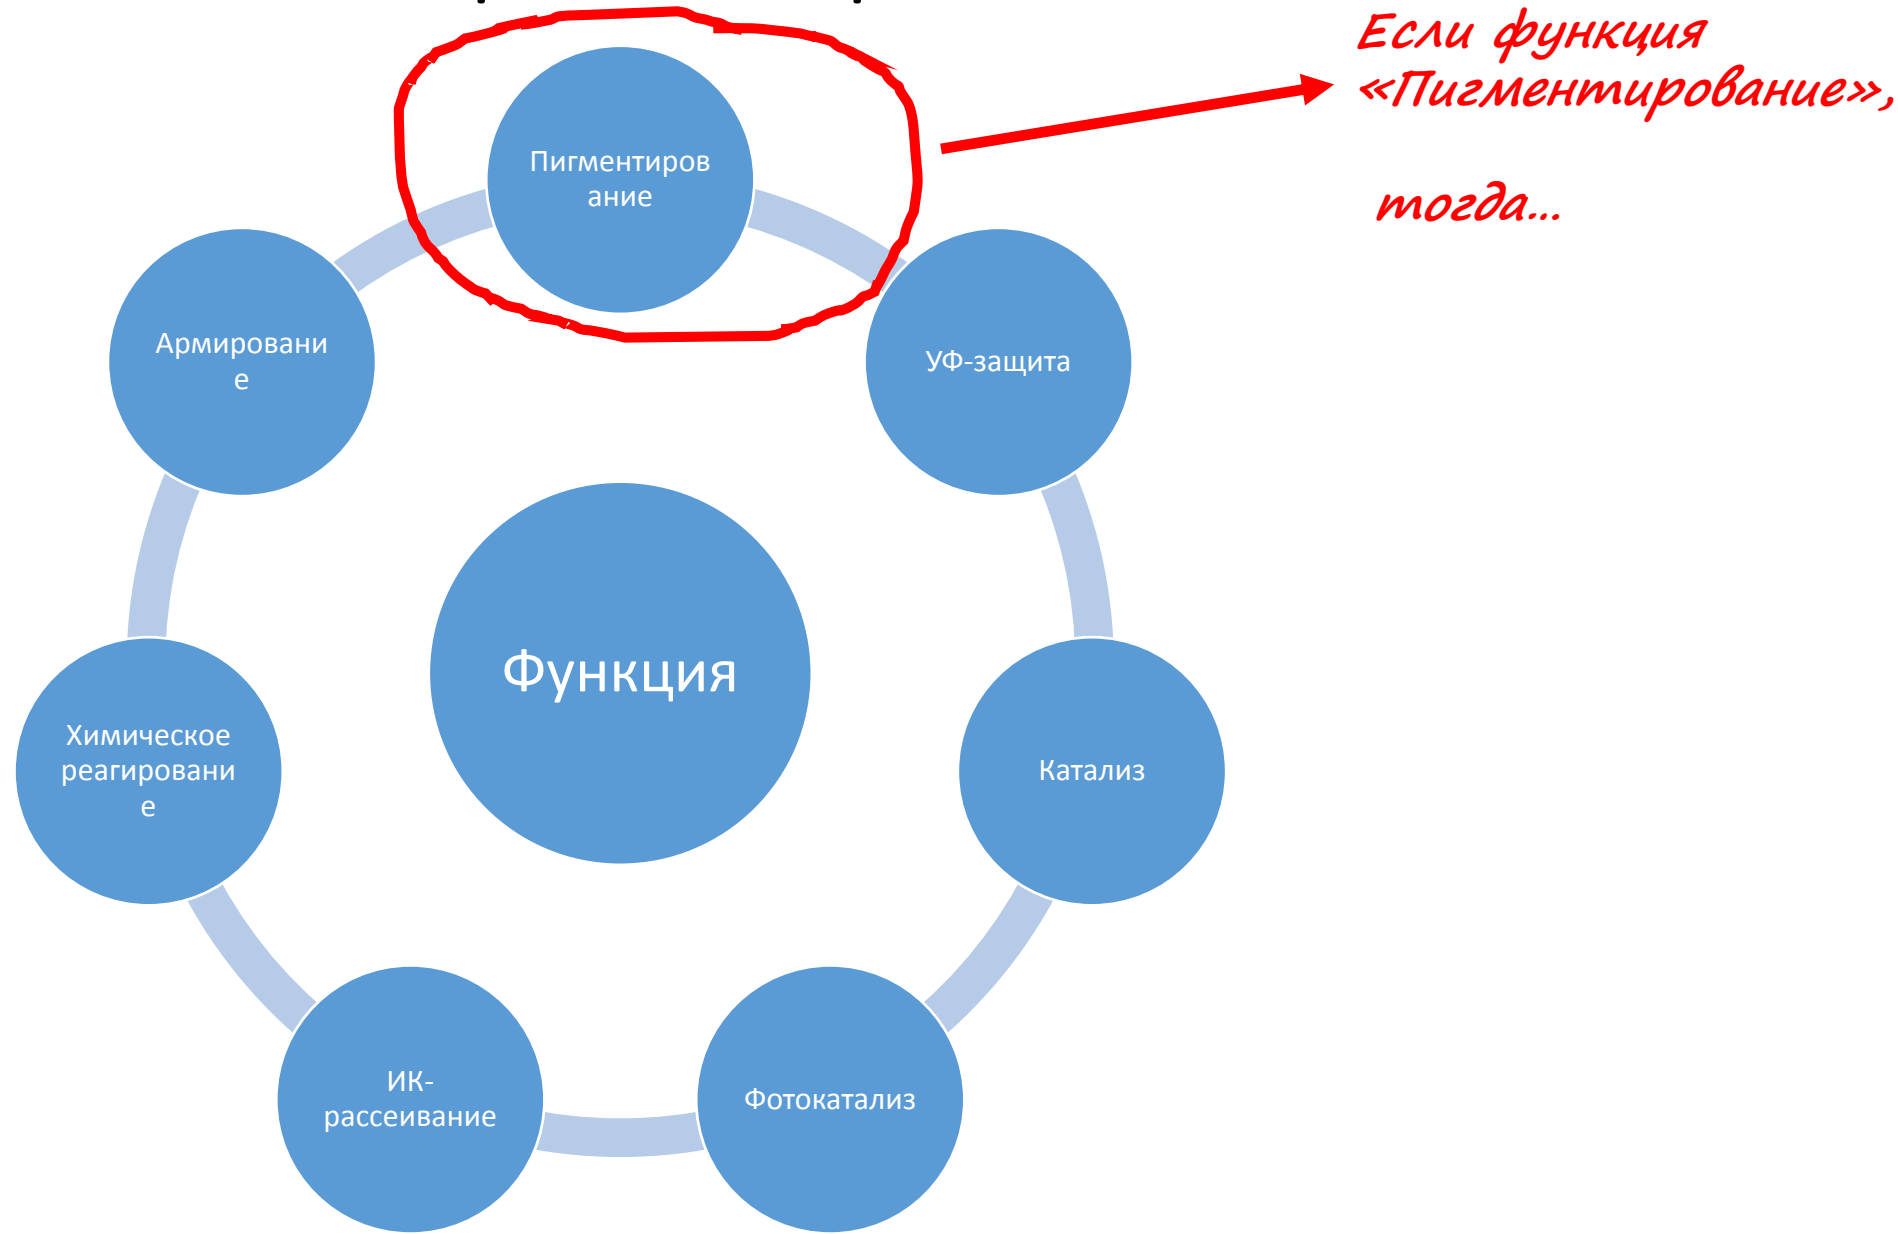 Если функция
«Пигментирование»,
тогда...
Пигментиров
ание
УФ-защита
Катализ
Фотокатализ
ИК-
рассеивание
Химическое
реагировани
е
Армировани
е
Функция